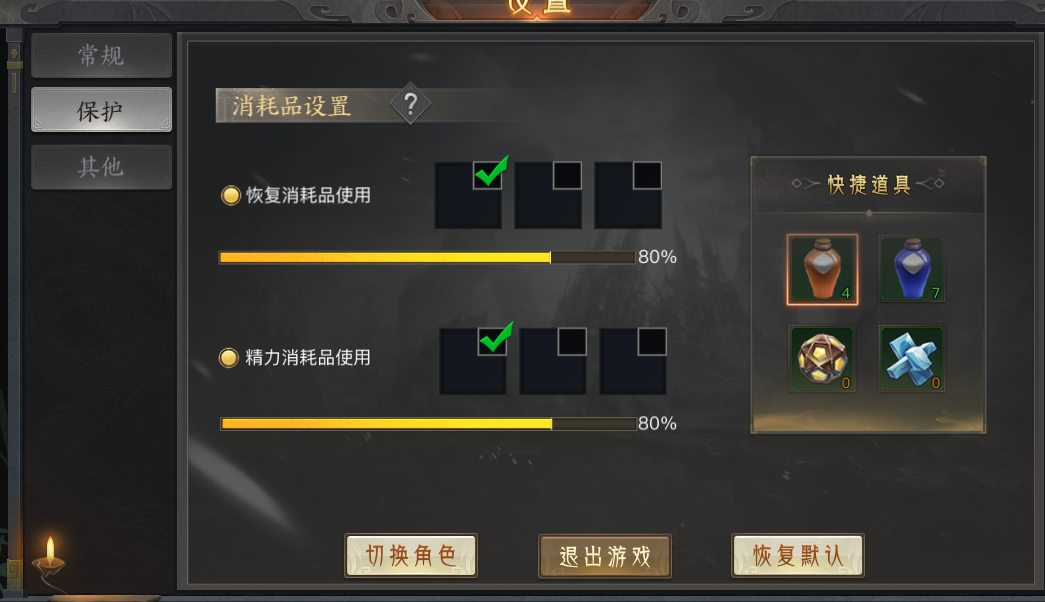 设置
常规
保护
其他
消耗品设置 ?
恢复消耗品使用
80%
精力消耗品使用
80%
快捷道具
4
7
0
0
切换角色
退出游戏
恢复默认